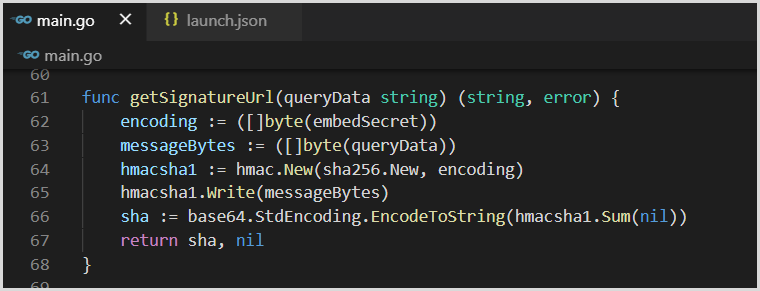 GO main.go × {} launch.json
GO main.go
60
61 func getSignatureUrl(queryData string) (string, error) {
62 encoding := ([]byte(embedSecret))
63 messageBytes := ([]byte(queryData))
64 hmacsha1 := hmac.New(sha256.New, encoding)
65 hmacsha1.Write(messageBytes)
66 sha := base64.StdEncoding.EncodeToString(hmacsha1.Sum(nil))
67 return sha, nil
68 }
69